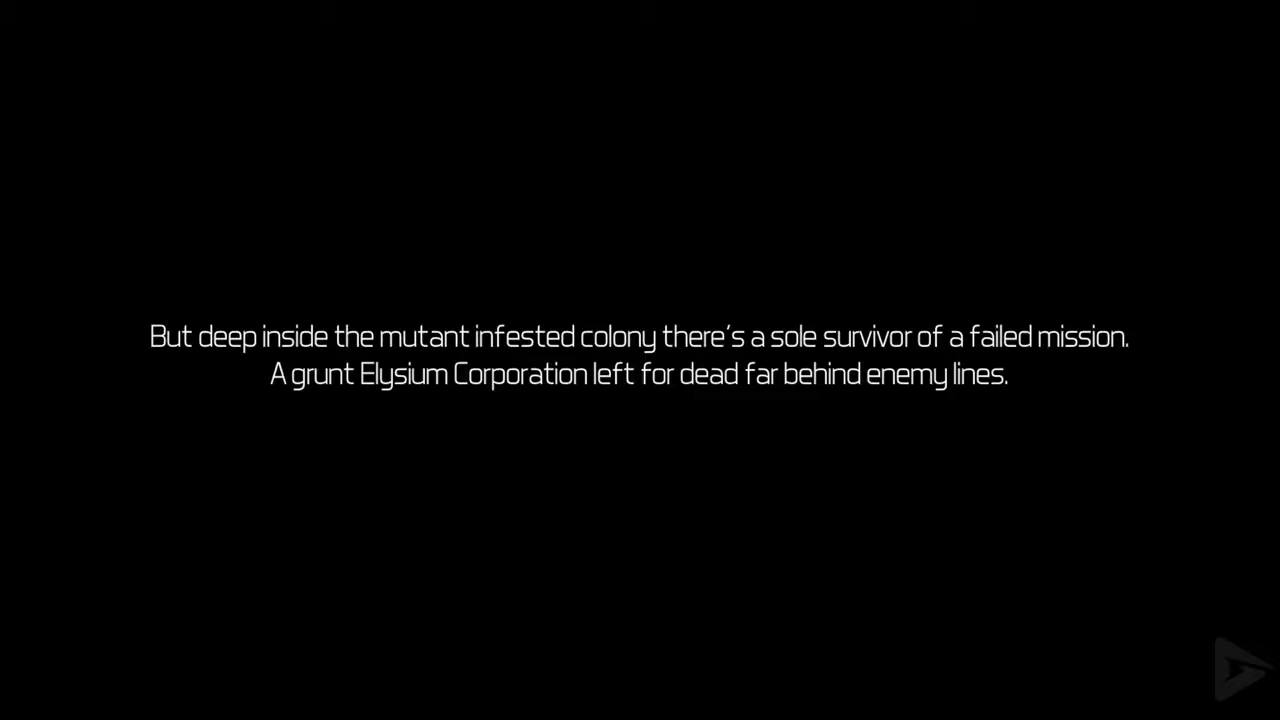 But deep inside the mutant infested colony there's a sole survivor of a failed mission.
A grunt Elysium Corporation left for dead far behind enemy lines.